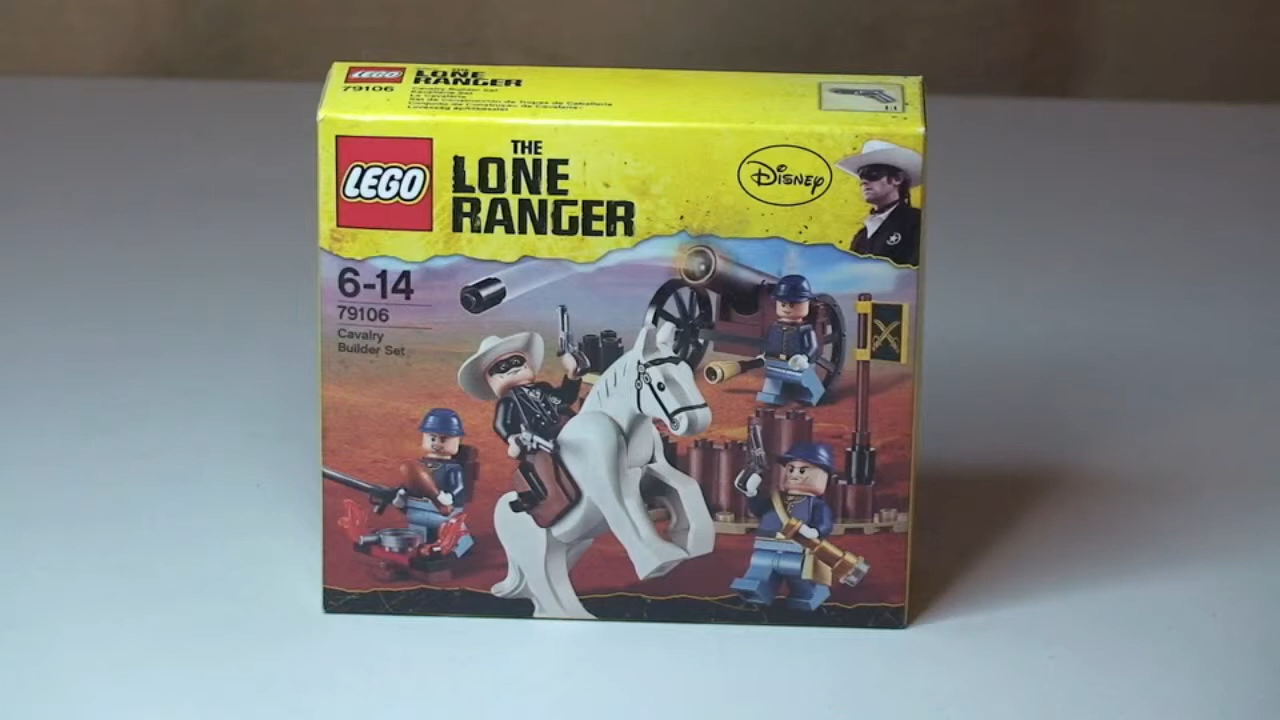 LEGO
THE
LONE
RANGER
79106
Cavalry Builder Set
LEGO
THE
LONE
RANGER
Disney
6-14
79106
Cavalry
Builder Set